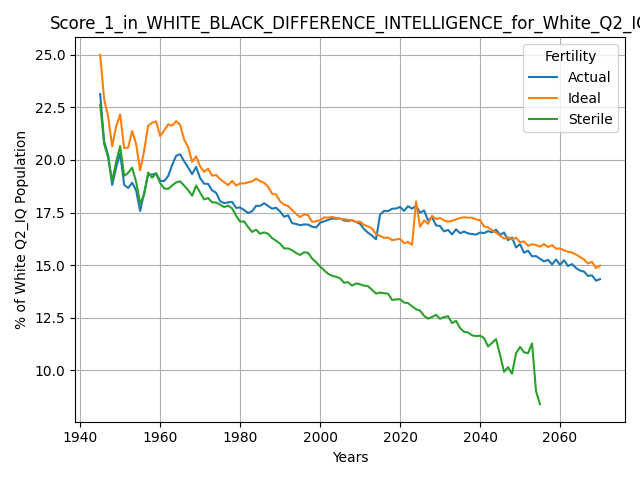 Score_1_in_WHITE_BLACK_DIFFERENCE_INTELLIGENCE_for_White_Q2_IQ
Fertility
Actual
Ideal
Sterile
% of White Q2_IQ Population
25.0
22.5
20.0
17.5
15.0
12.5
10.0
1940
1960
1980
2000
2020
2040
2060
Years